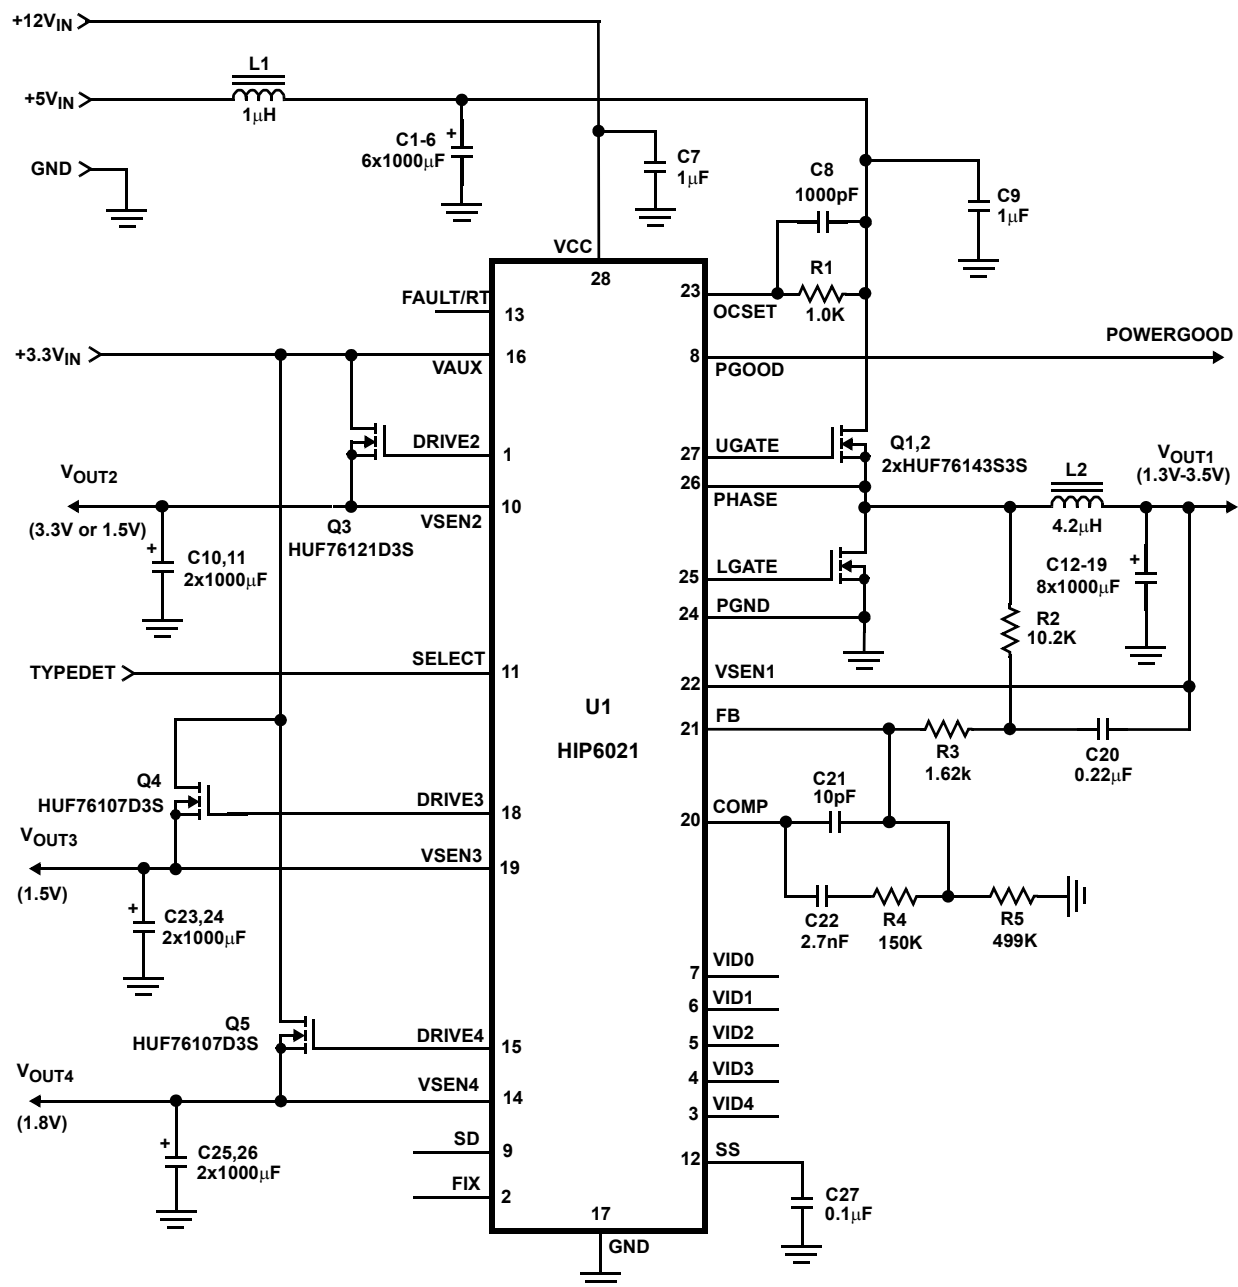 +12VIN
L1
+5VIN
1μH
C1-6
6x1000μF
GND
C7
1μF
C8
1000pF
C9
1μF
VCC
28
R1
1.0K
FAULT/RT
13
23
OCSET
+3.3VIN
VAUX
16
8
PGOOD
POWERGOOD
DRIVE2
1
27
UGATE
Q1,2
2xHUF76143S3S
26
PHASE
VOUT2
(3.3V or 1.5V)
VSEN2
10
Q3
HUF76121D3S
L2
4.2μH
VOUT1
(1.3V-3.5V)
C10,11
2x1000μF
25
LGATE
24
PGND
C12-19
8x1000μF
R2
10.2K
TYPEDET
SELECT
11
22
VSEN1
U1
HIP6021
21
FB
R3
1.62k
C20
0.22μF
Q4
HUF76107D3S
DRIVE3
18
20
COMP
C21
10pF
VOUT3
(1.5V)
VSEN3
19
C23,24
2x1000μF
C22
2.7nF
R4
150K
R5
499K
7
VID0
6
VID1
5
VID2
4
VID3
3
VID4
Q5
HUF76107D3S
DRIVE4
15
VOUT4
(1.8V)
VSEN4
14
C25,26
2x1000μF
SD
9
FIX
2
12
SS
C27
0.1μF
17
GND
+
+
+
+
+